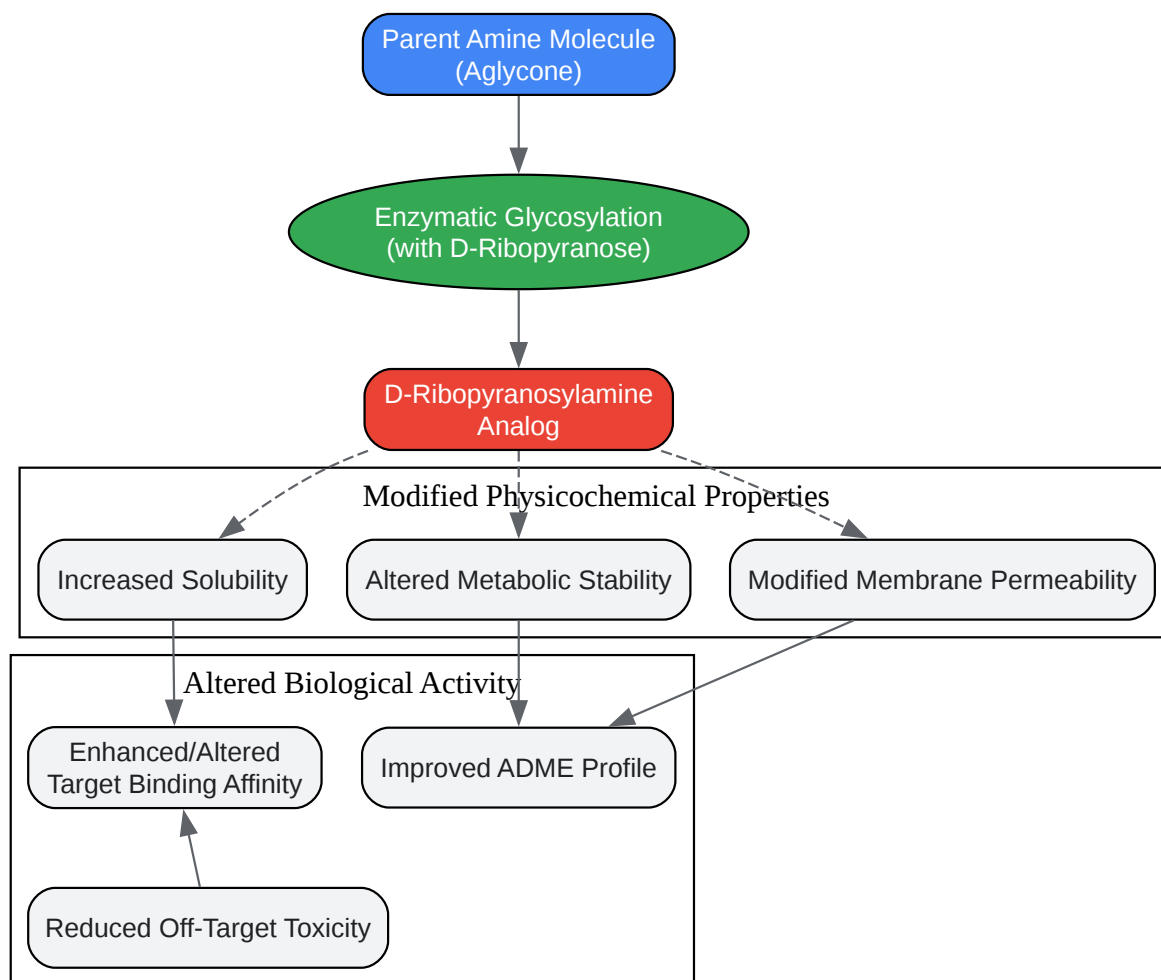 Parent Amine Molecule
(Aglycone)
Enzymatic Glycosylation
(with D-Ribopyranose)
D-Ribopyranosylamine
Analog
Modified Physicochemical Properties
Increased Solubility
Altered Metabolic Stability
Modified Membrane Permeability
Altered Biological Activity
Enhanced/Altered
Target Binding Affinity
Improved ADME Profile
Reduced Off-Target Toxicity